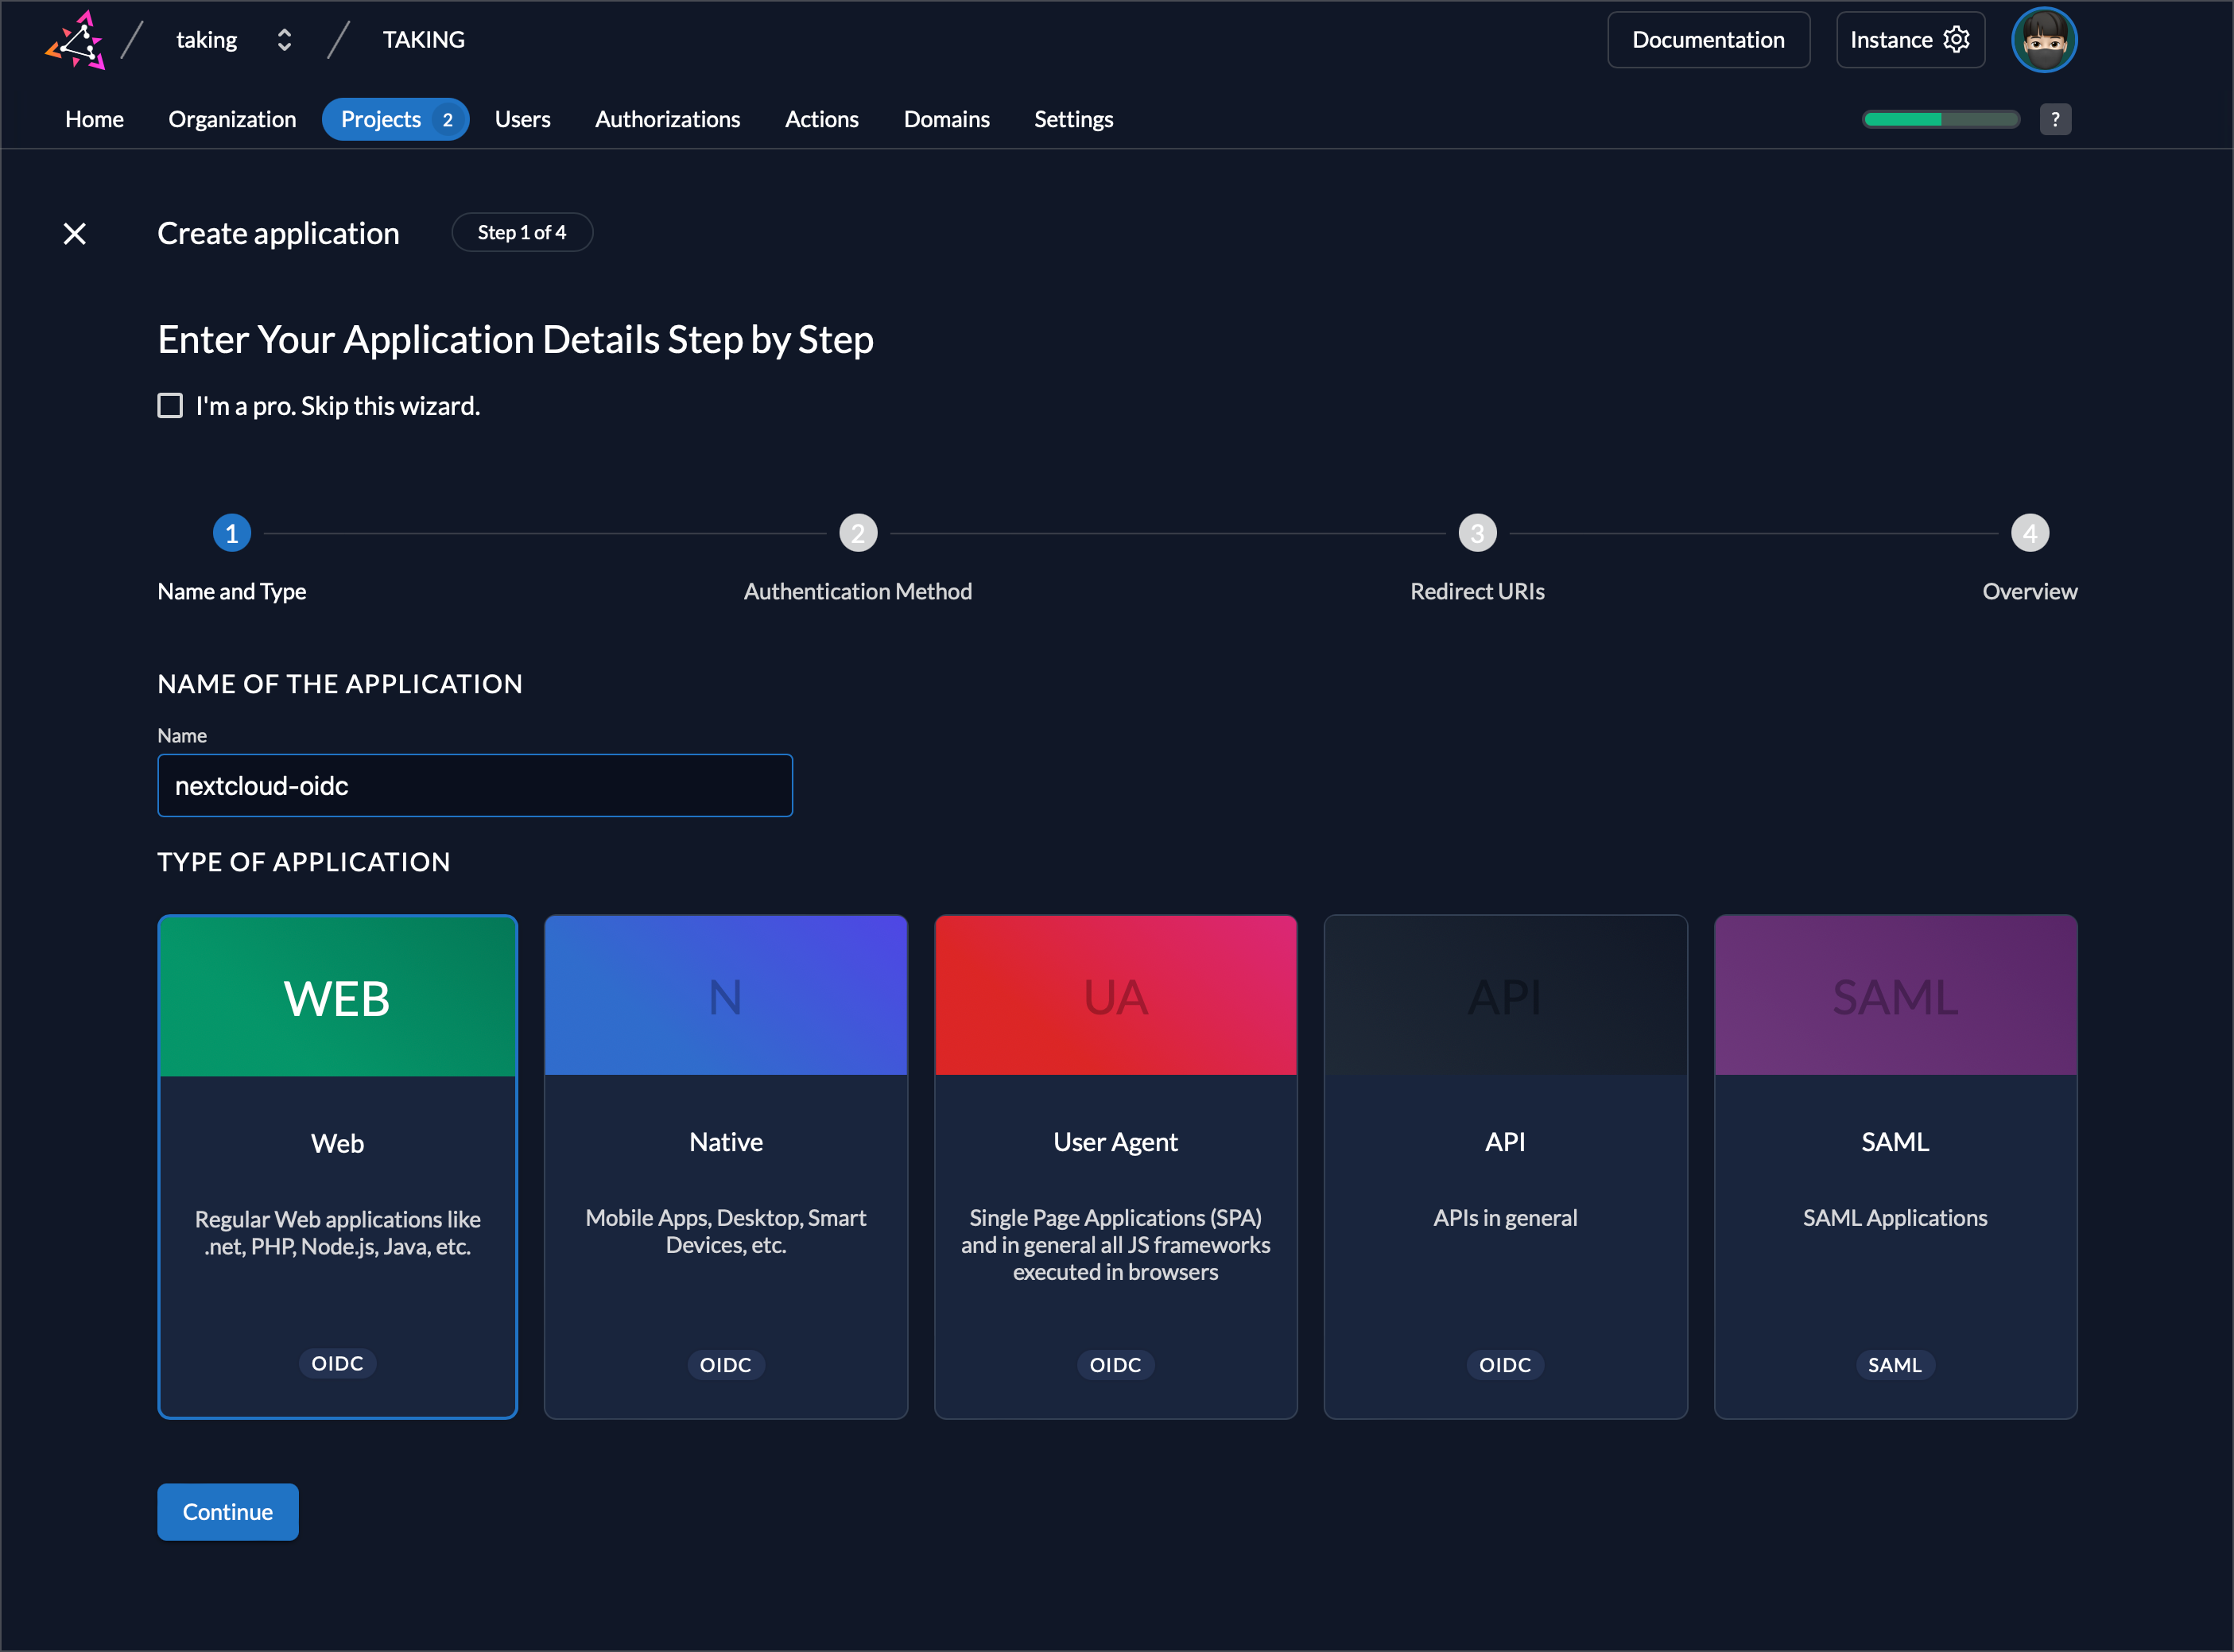 taking
TAKING
Documentation
Instance
Home
Organization
Projects 2
Users
Authorizations
Actions
Domains
Settings
?
Create application
Step 1 of 4
Enter Your Application Details Step by Step
I'm a pro. Skip this wizard.
1
2
3
4
Name and Type
Authentication Method
Redirect URIs
Overview
NAME OF THE APPLICATION
Name
nextcloud-oidc
TYPE OF APPLICATION
WEB
Web
Regular Web applications like
.net, PHP, Node.js, Java, etc.
OIDC
N
Native
Mobile Apps, Desktop, Smart
Devices, etc.
OIDC
UA
User Agent
Single Page Applications (SPA)
and in general all JS frameworks
executed in browsers
OIDC
API
API
APIs in general
OIDC
SAML
SAML
SAML Applications
SAML
Continue